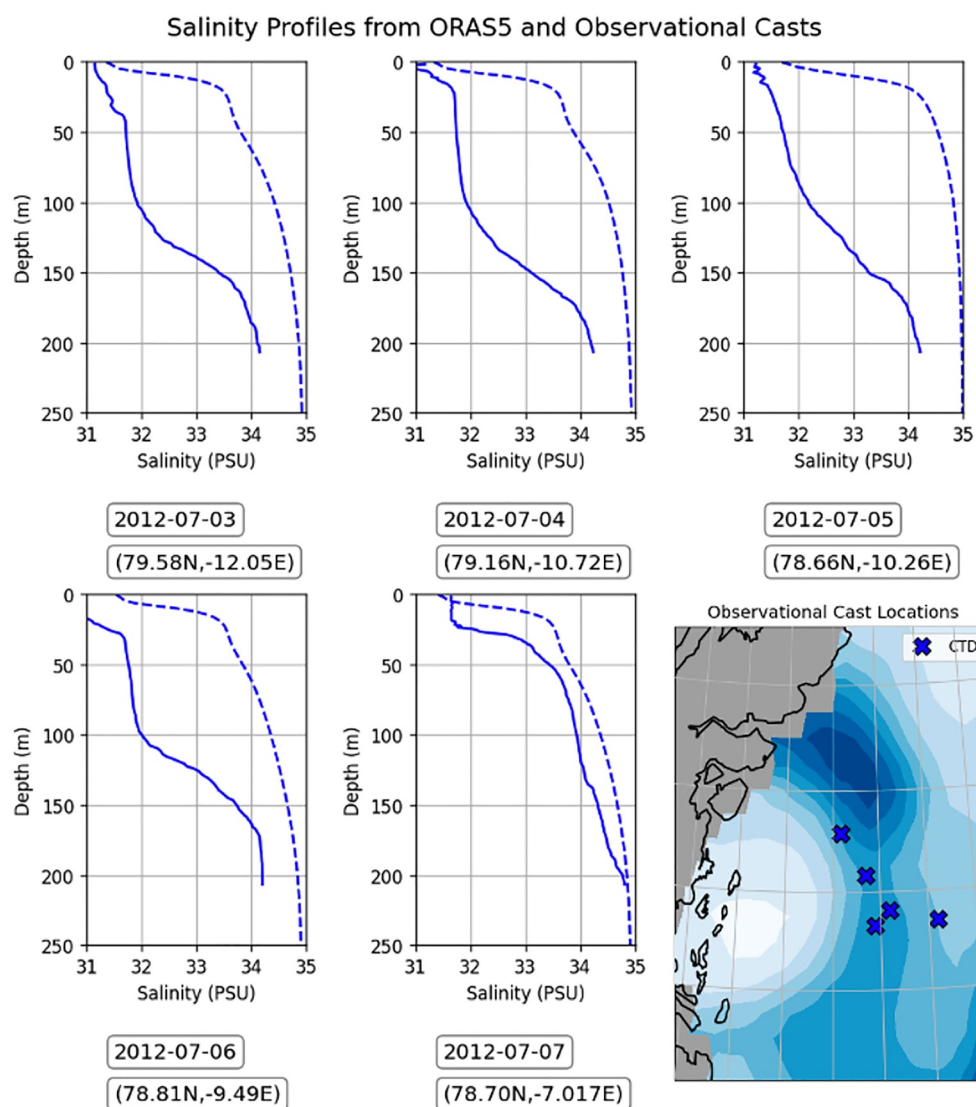 Salinity Profiles from ORAS5 and Observational Casts
0
50
100
150
200
250
Depth (m)
31 32 33 34 35
Salinity (PSU)
2012-07-03
(79.58N,-12.05E)
0
50
100
150
200
250
Depth (m)
31 32 33 34 35
Salinity (PSU)
2012-07-04
(79.16N,-10.72E)
0
50
100
150
200
250
Depth (m)
31 32 33 34 35
Salinity (PSU)
2012-07-05
(78.66N,-10.26E)
0
50
100
150
200
250
Depth (m)
31 32 33 34 35
Salinity (PSU)
2012-07-06
(78.81N,-9.49E)
0
50
100
150
200
250
Depth (m)
31 32 33 34 35
Salinity (PSU)
2012-07-07
(78.70N,-7.017E)
Observational Cast Locations
CTD